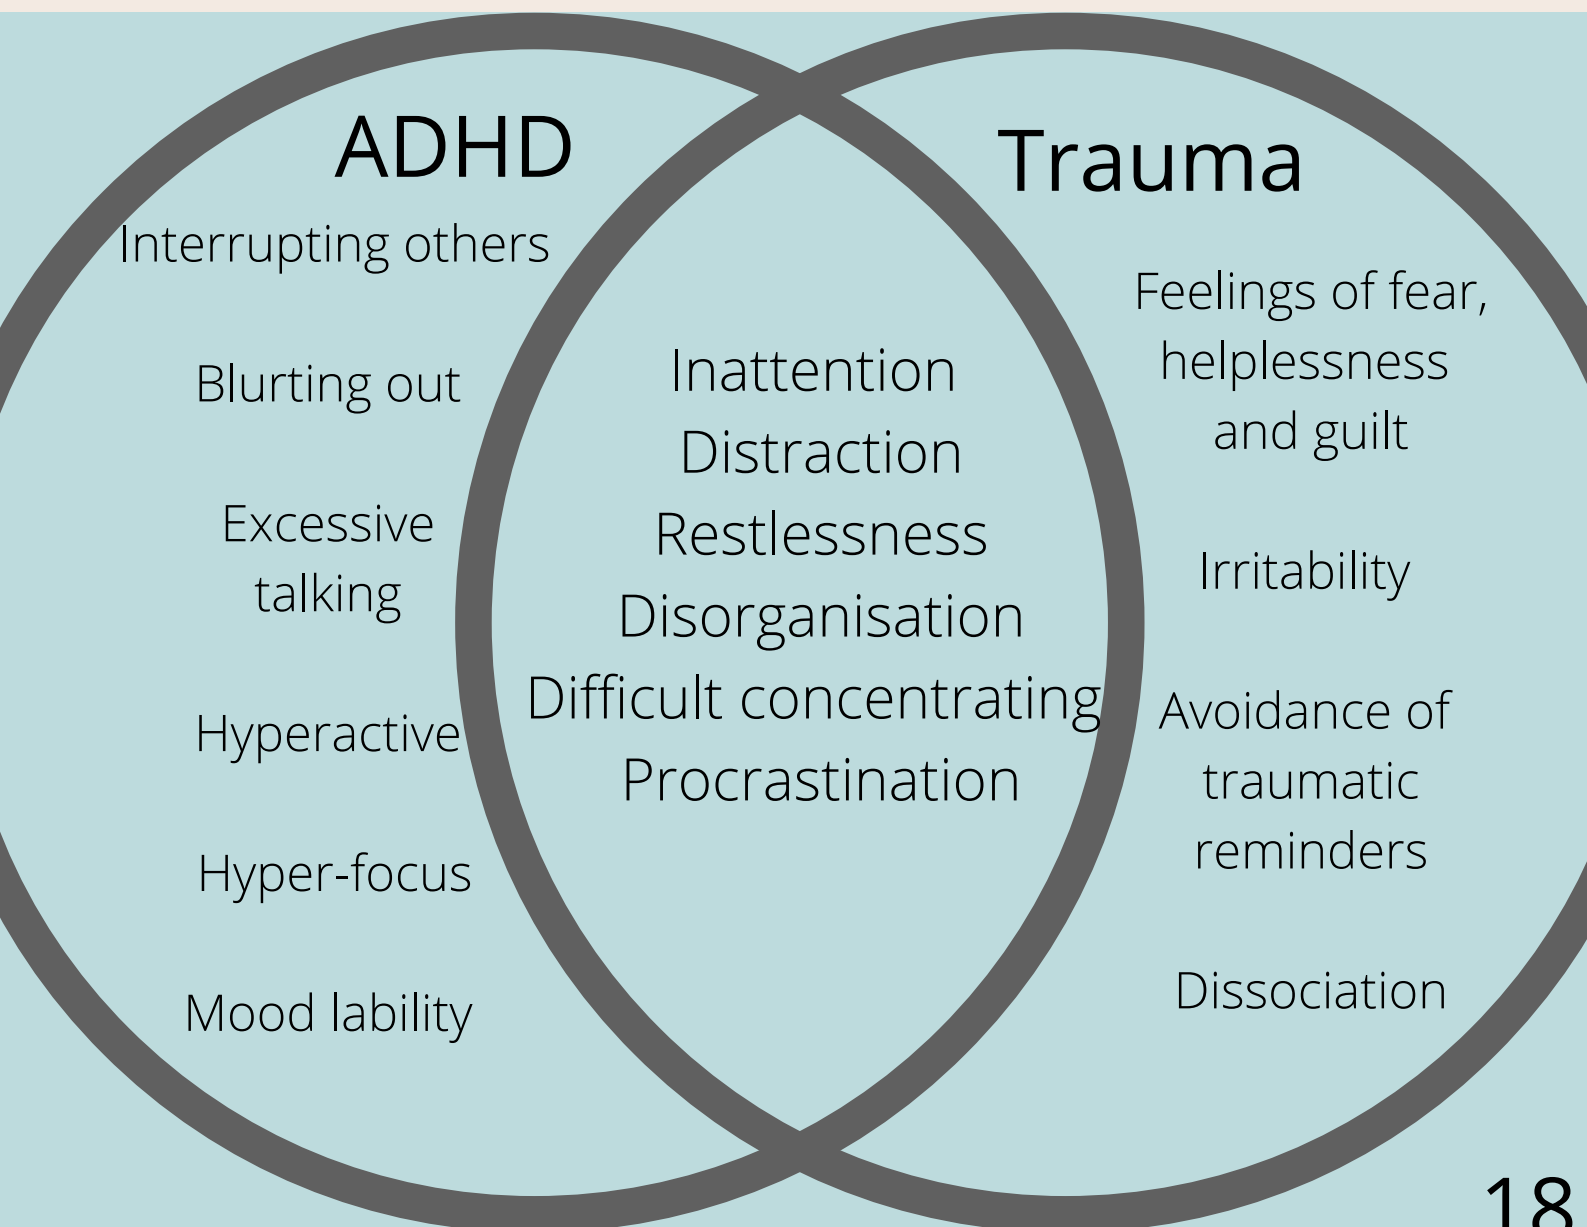 ADHD
Interrupting others
Blurting out
Excessive
talking
Hyperactive
Hyper-focus
Mood lability
Inattention
Distraction
Restlessness
Disorganisation
Difficult concentrating
Procrastination
Trauma
Feelings of fear,
helplessness
and guilt
Irritability
Avoidance of
traumatic
reminders
Dissociation
18